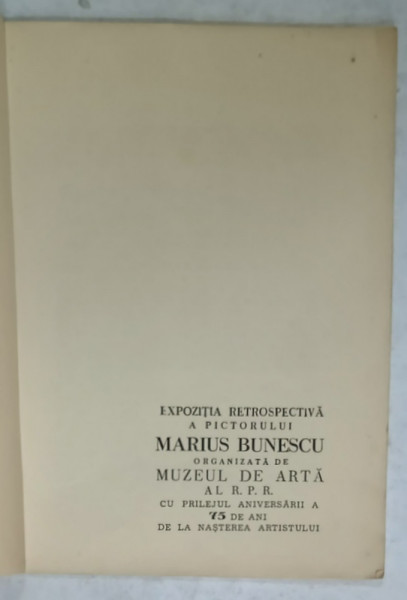 EXPOZIȚIA RETROSPECTIVĂ
A PICTORULUI
MARIUS BUNESCU
ORGANIZATĂ DE
MUZEUL DE ARTĂ
AL R. P. R.
CU PRILEJUL ANIVERSĂRII A
75 DE ANI
DE LA NAȘTEREA ARTISTULUI